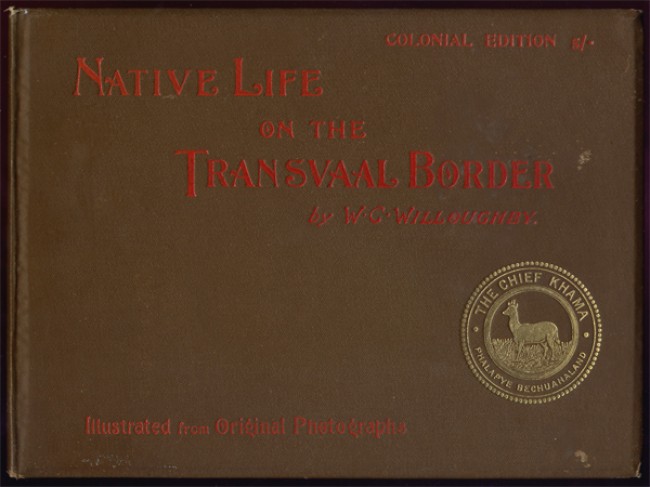 COLONIAL EDITION 5/-
NATIVE LIFE
ON THE
TRANSVAAL BORDER
by W.C. WILLOUGHBY.
THE CHIEF KHAMA
PHALAPYE BECHUANALAND
Illustrated from Original Photographs